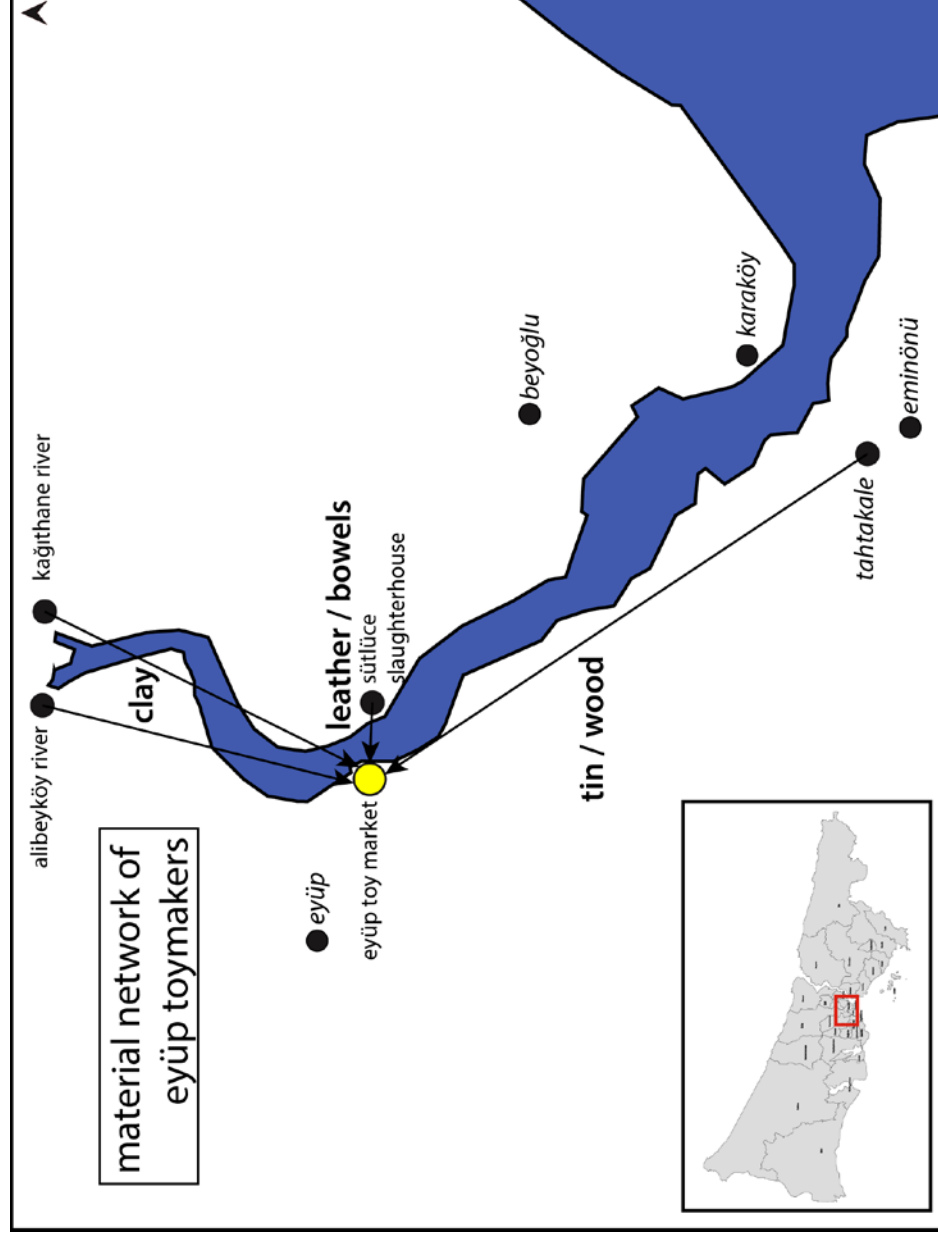 material network of
eyüp toymakers
alibeyköy river
kağıthane river
clay
leather / bowels
sütlüce
slaughterhouse
eyüp
eyüp toy market
beyoğlu
karaköy
tin / wood
tahtakale
eminönü